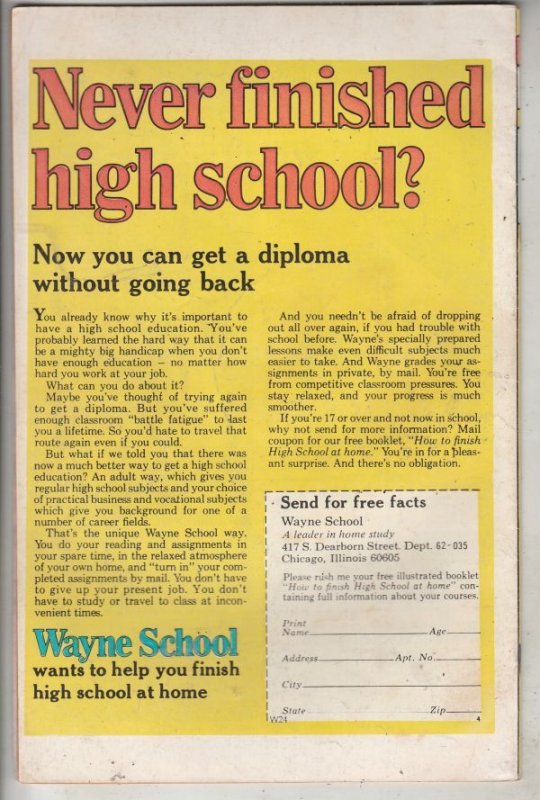 Never finished
high school?
Now you can get a diploma
without going back
You already know why it's important to
have a high school education. You've
probably learned the hard way that it can
be a mighty big handicap when you don't
have enough education — no matter how
hard you work at your job.
What can you do about it?
Maybe you've thought of trying again
to get a diploma. But you've suffered
enough classroom "battle fatigue" to last
you a lifetime. So you'd hate to travel that
route again even if you could.
But what if we told you that there was
now a much better way to get a high school
education? An adult way, which gives you
regular high school subjects and your choice
of practical business and vocational subjects
which give you background for one of a
number of career fields.
That's the unique Wayne School way.
You do your reading and assignments in
your spare time, in the relaxed atmosphere
of your own home, and "turn in" your com-
pleted assignments by mail. You don't have
to give up your present job. You don't
have to study or travel to class at incon-
venient times.
Wayne School
wants to help you finish
high school at home
And you needn't be afraid of dropping
out all over again, if you had trouble with
school before. Wayne's specially prepared
lessons make even difficult subjects much
easier to take. And Wayne grades your as-
signments in private, by mail. You're free
from competitive classroom pressures. You
stay relaxed, and your progress is much
smoother.
If you're 17 or over and not now in school,
why not send for more information? Mail
coupon for our free booklet, "How to finish
High School at home." You're in for a pleas-
ant surprise. And there's no obligation.
Send for free facts
Wayne School
A leader in home study
417 S. Dearborn Street. Dept. 62-035
Chicago, Illinois 60605
Please rush me your free illustrated booklet
"How to finish High School at home" con-
taining full information about your courses.
Print
Name Age
Address Apt. No.
City
State Zip
W24 4